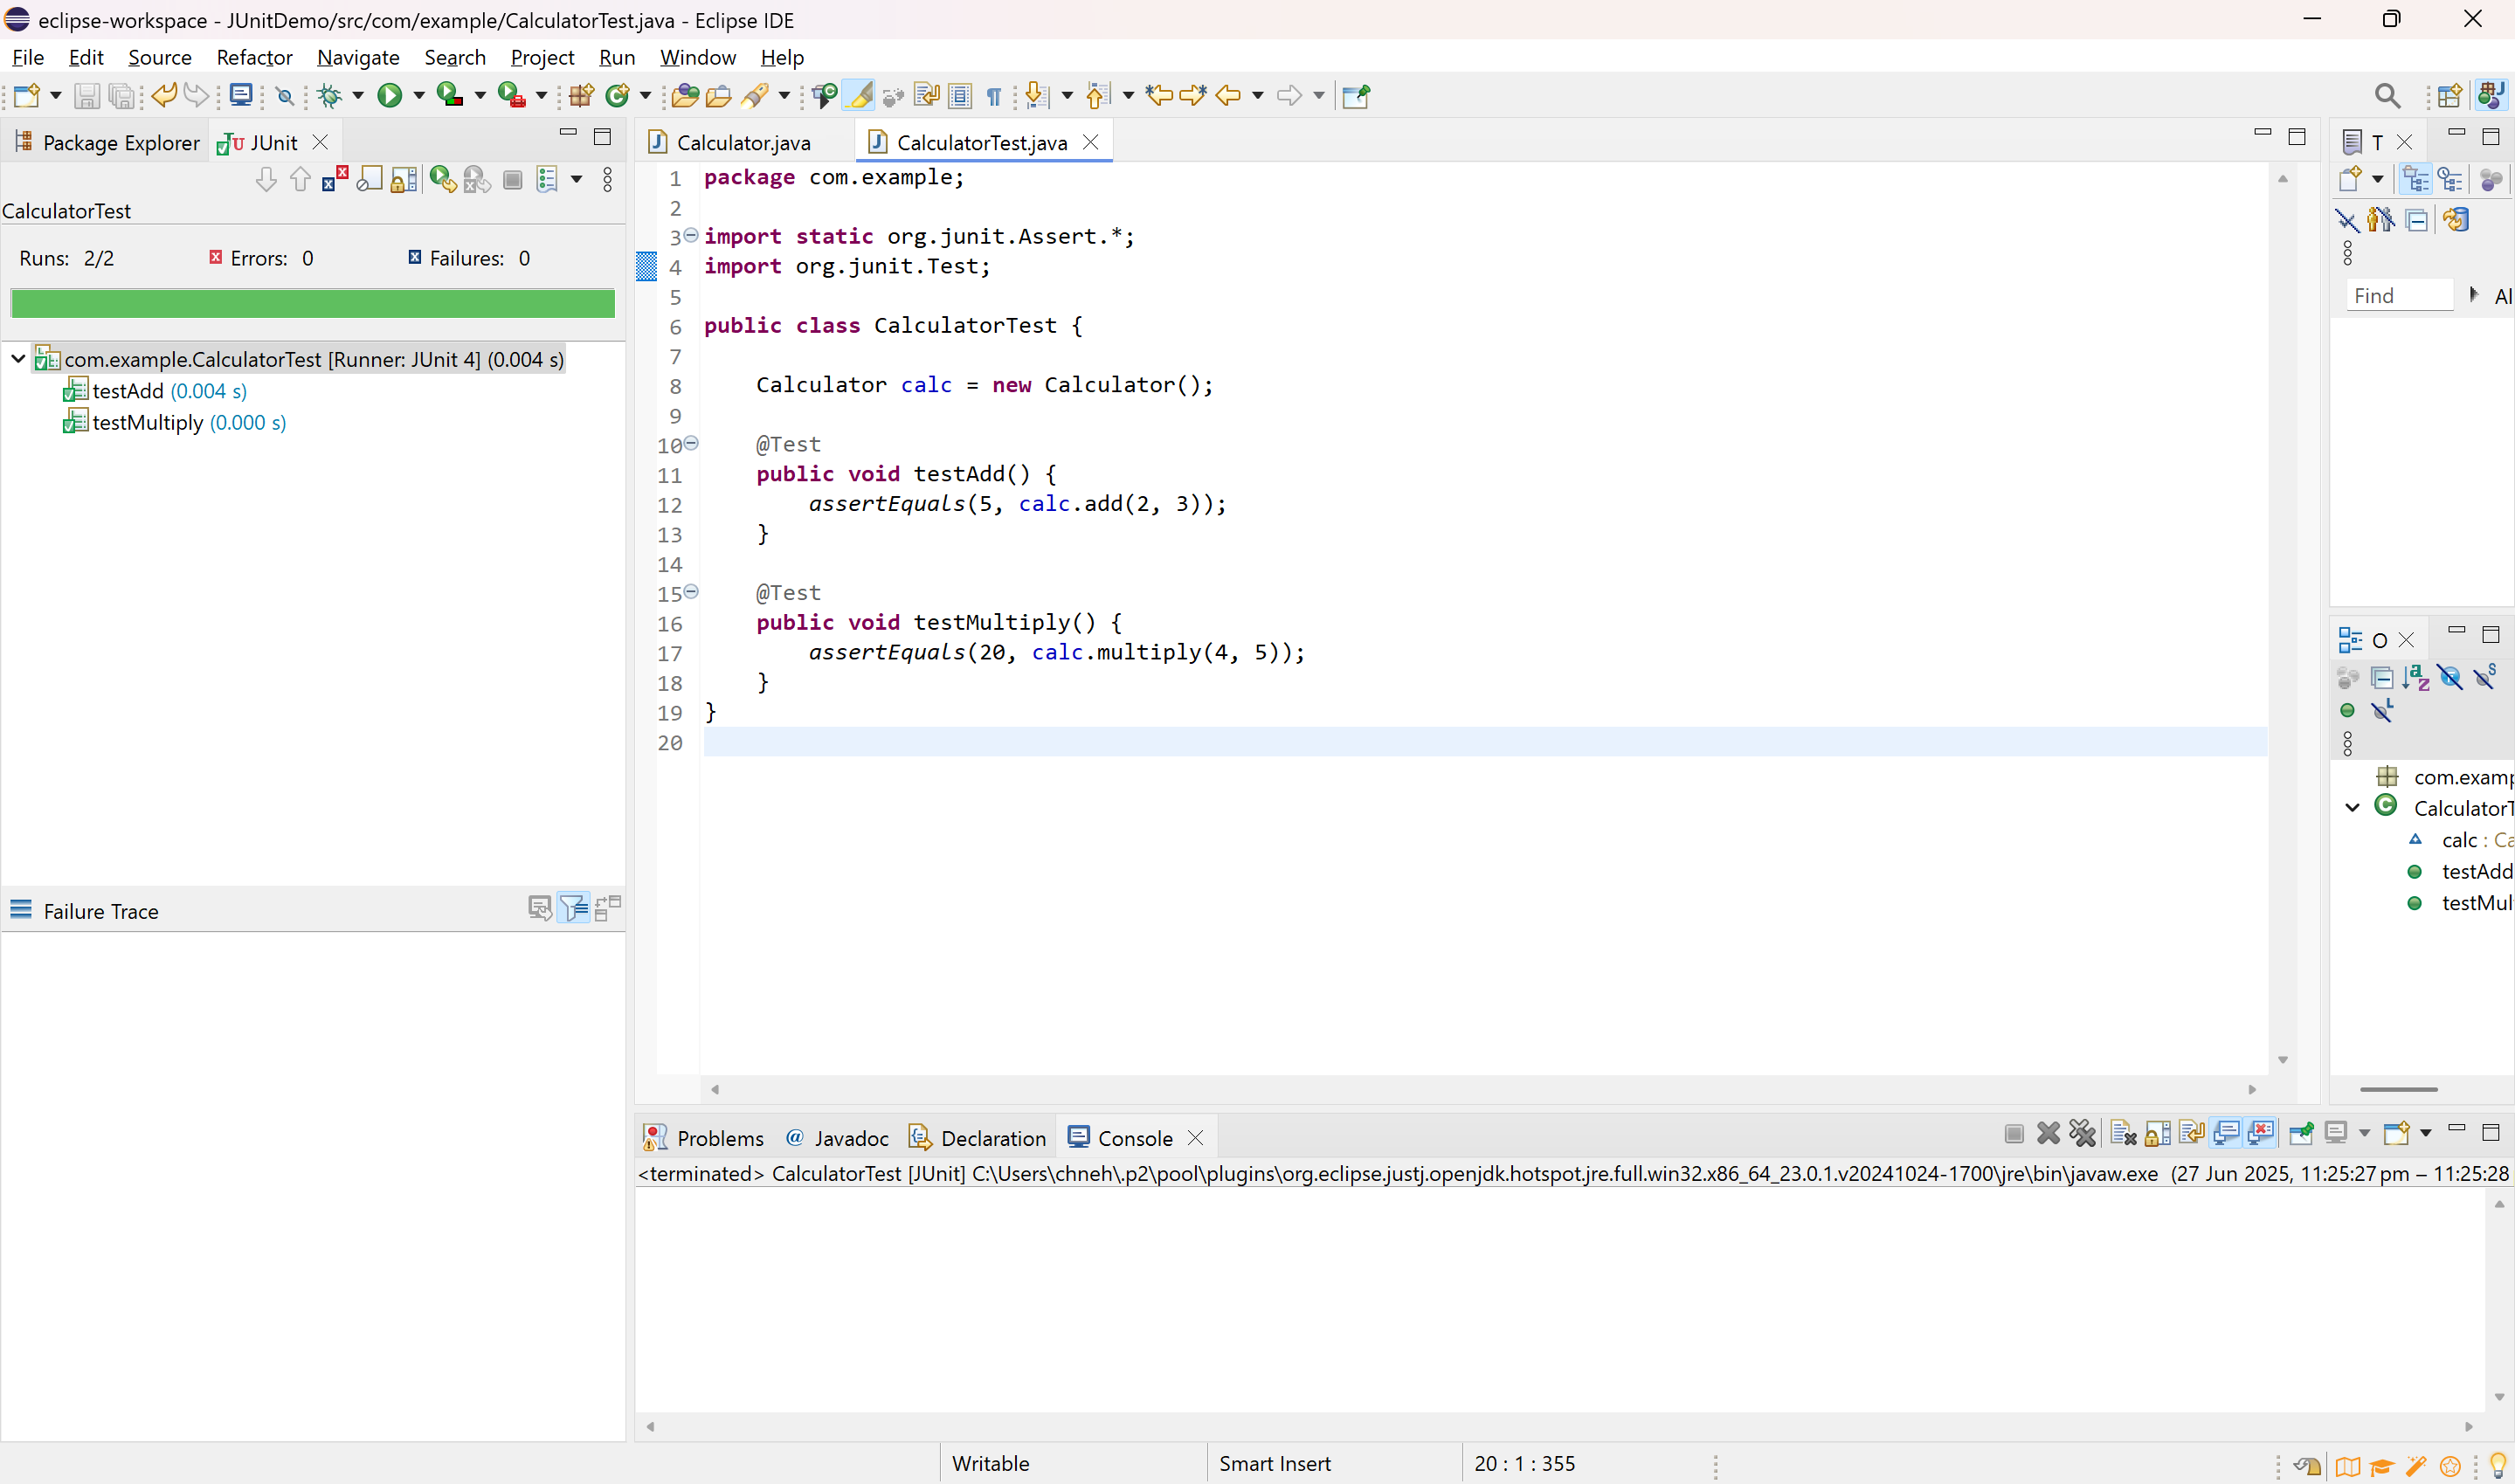 eclipse-workspace - JUnitDemo/src/com/example/CalculatorTest.java - Eclipse IDE
File Edit Source Refactor Navigate Search Project Run Window Help
Package Explorer JUnit
CalculatorTest
Runs: 2/2 Errors: 0 Failures: 0
com.example.CalculatorTest [Runner: JUnit 4] (0.004 s)
testAdd (0.004 s)
testMultiply (0.000 s)
Failure Trace
Calculator.java CalculatorTest.java
1 package com.example;
2
3 import static org.junit.Assert.*;
4 import org.junit.Test;
5
6 public class CalculatorTest {
7
8 Calculator calc = new Calculator();
9
10 @Test
11 public void testAdd() {
12 assertEquals(5, calc.add(2, 3));
13 }
14
15 @Test
16 public void testMultiply() {
17 assertEquals(20, calc.multiply(4, 5));
18 }
19 }
20
T
Find Al
O
com.examp
CalculatorT
calc : Ca
testAdd
testMul
Problems Javadoc Declaration Console
<terminated> CalculatorTest [JUnit] C:\Users\chneh\.p2\pool\plugins\org.eclipse.justj.openjdk.hotspot.jre.full.win32.x86_64_23.0.1.v20241024-1700\jre\bin\javaw.exe (27 Jun 2025, 11:25:27 pm – 11:25:28
Writable Smart Insert 20 : 1 : 355